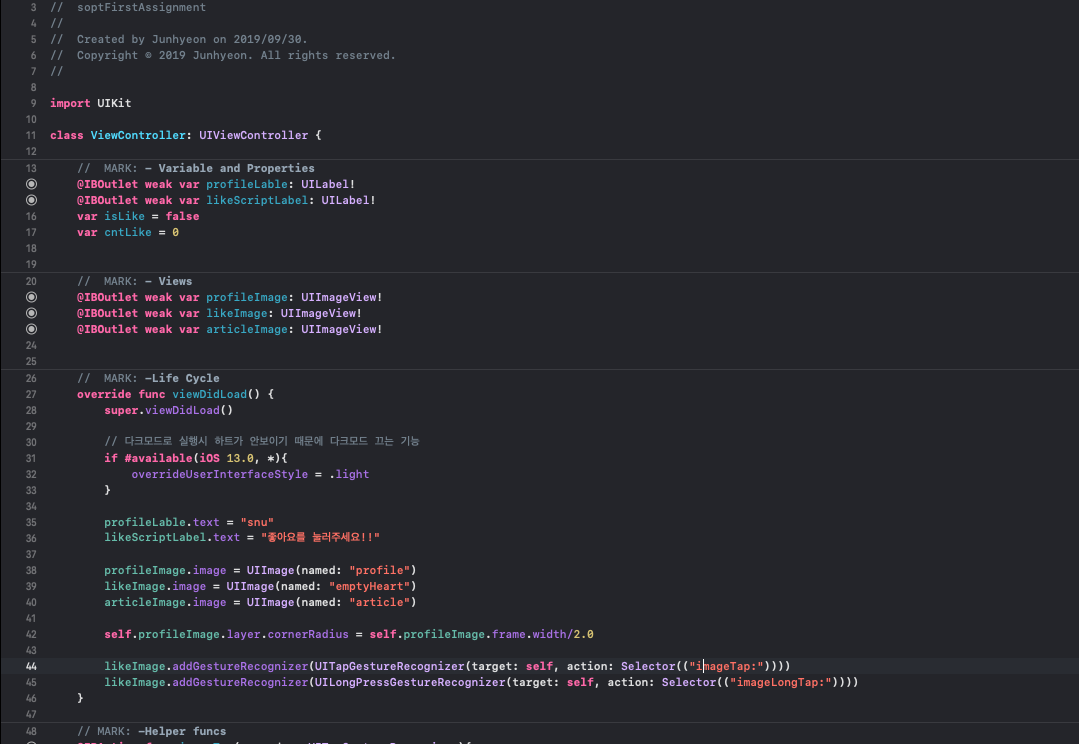 3 //  soptFirstAssignment
4 //
5 //  Created by Junhyeon on 2019/09/30.
6 //  Copyright © 2019 Junhyeon. All rights reserved.
7 //
8
9 import UIKit
10
11 class ViewController: UIViewController {
12
13     //  MARK: - Variable and Properties
    @IBOutlet weak var profileLable: UILabel!
    @IBOutlet weak var likeScriptLabel: UILabel!
16     var isLike = false
17     var cntLike = 0
18
19
20     //  MARK: - Views
    @IBOutlet weak var profileImage: UIImageView!
    @IBOutlet weak var likeImage: UIImageView!
    @IBOutlet weak var articleImage: UIImageView!
24
25
26     //  MARK: -Life Cycle
27     override func viewDidLoad() {
28         super.viewDidLoad()
29
30         // 다크모드로 실행시 하트가 안보이기 때문에 다크모드 끄는 기능
31         if #available(iOS 13.0, *){
32             overrideUserInterfaceStyle = .light
33         }
34
35         profileLable.text = "snu"
36         likeScriptLabel.text = "좋아요를 눌러주세요!!"
37
38         profileImage.image = UIImage(named: "profile")
39         likeImage.image = UIImage(named: "emptyHeart")
40         articleImage.image = UIImage(named: "article")
41
42         self.profileImage.layer.cornerRadius = self.profileImage.frame.width/2.0
43
44         likeImage.addGestureRecognizer(UITapGestureRecognizer(target: self, action: Selector(("imageTap:"))))
45         likeImage.addGestureRecognizer(UILongPressGestureRecognizer(target: self, action: Selector(("imageLongTap:"))))
46     }
47
48     // MARK: -Helper funcs